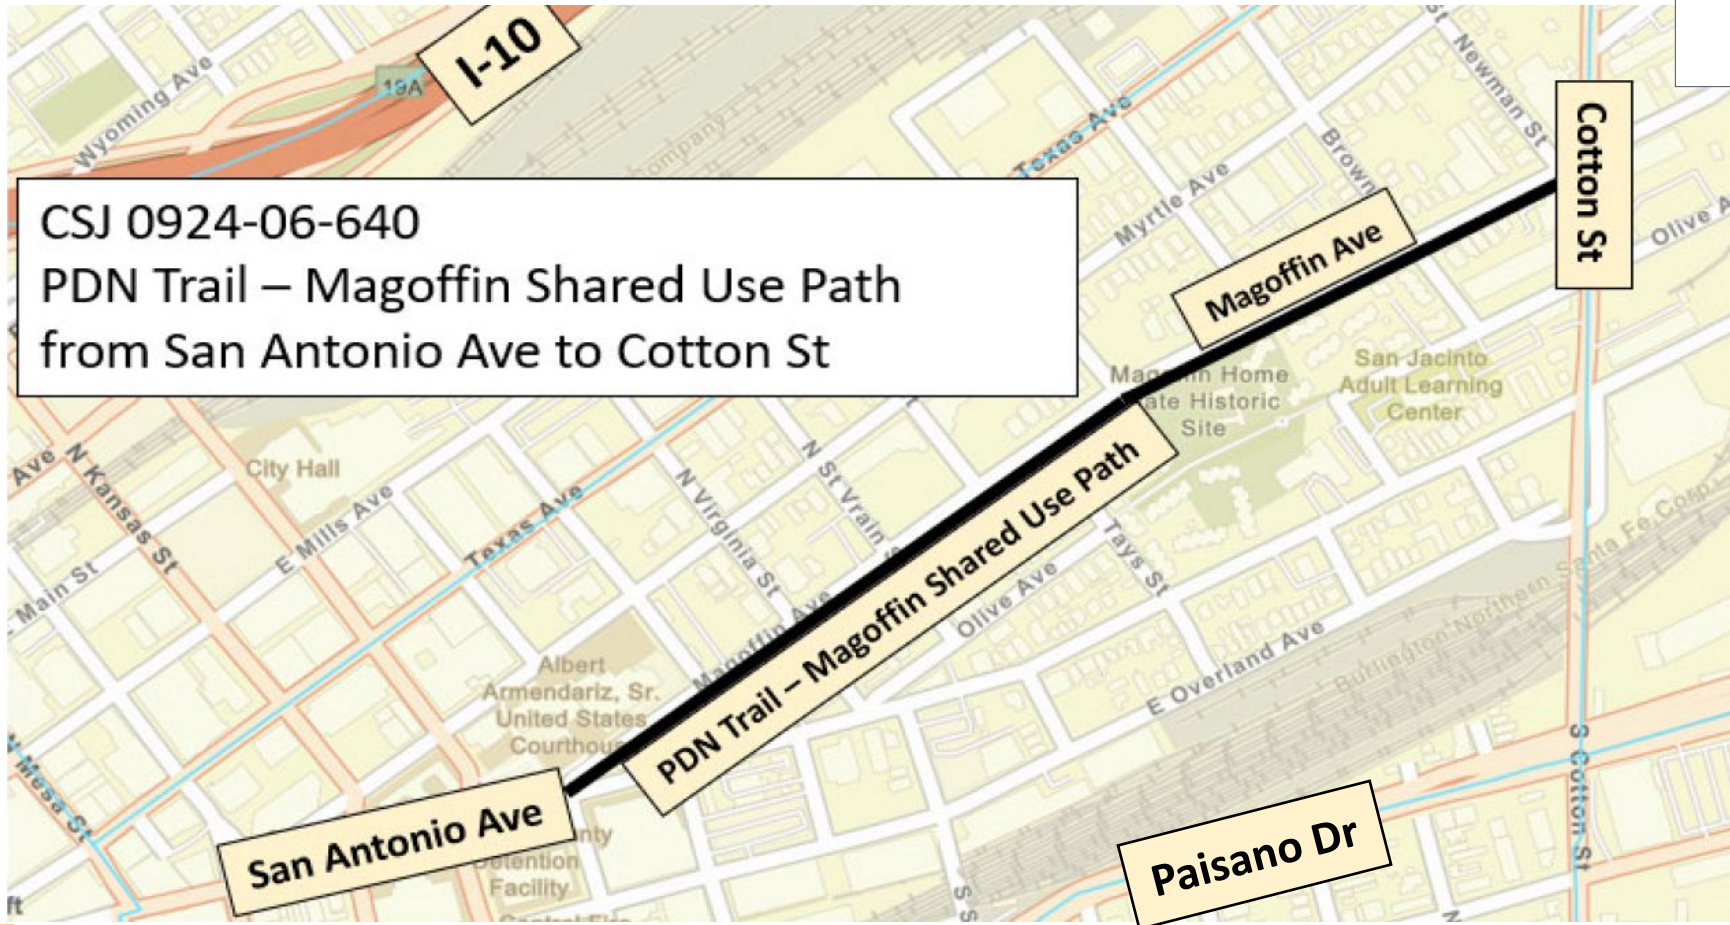 I-10
19A
Wyoming Ave
Company
Texas Ave
Newman St
Brown
Cotton St
Myrtle Ave
Olive A
CSJ 0924-06-640
PDN Trail – Magoffin Shared Use Path
from San Antonio Ave to Cotton St
Magoffin Ave
San Jacinto
Adult Learning
Center
Home
Historic
Site
Ave
N Kansas St
City Hall
E Mills Ave
Texas Ave
N Virginia St
N St Vrain
PDN Trail – Magoffin Shared Use Path
Magoffin Ave
Olive Ave
Tays St
Main St
E Overland Ave
Burlington Northern Santa Fe Corp
Albert
Armendariz, Sr.
United States
N Mesa St
San Antonio Ave
Detention
Facility
Paisano Dr
S Cotton St